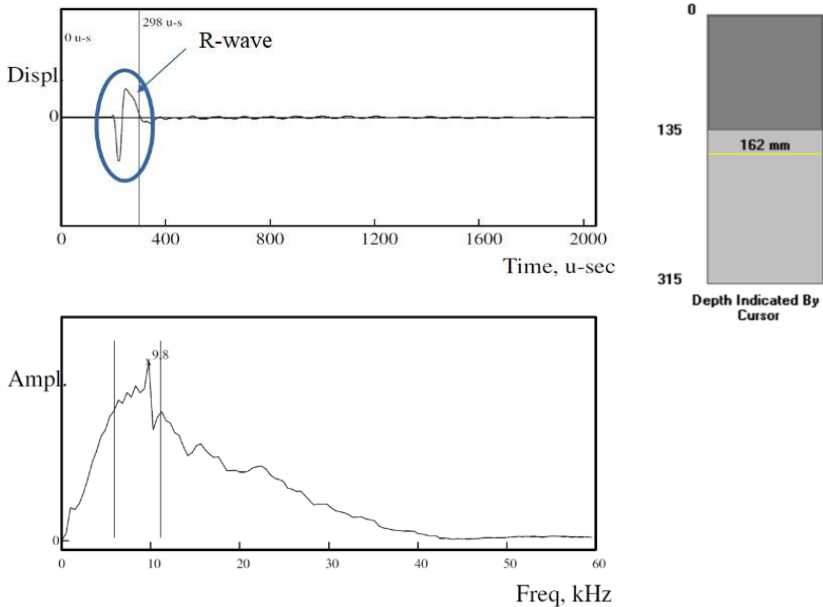 298 u-s
0 u-s
R-wave
Displ.
0
0 400 800 1200 1600 2000
Time, u-sec
0
135
162 mm
315
Depth Indicated By
Cursor
9.8
Ampl.
0
0 10 20 30 40 50 60
Freq, kHz